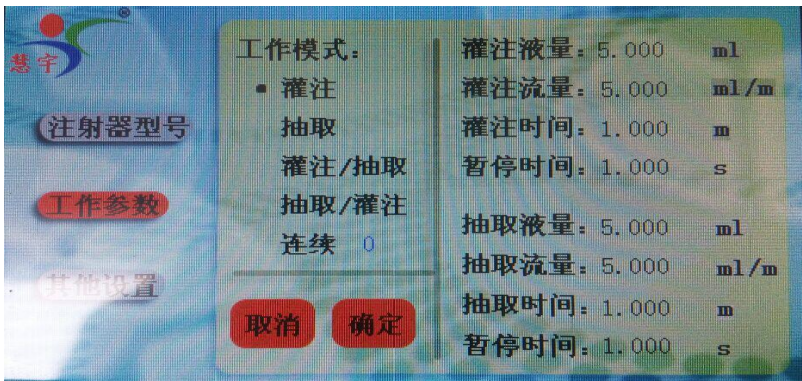 慧宇
®
注射器型号
工作参数
其他设置
工作模式:
灌注
抽取
灌注/抽取
抽取/灌注
连续 0
取消
确定
灌注液量: 5.000 ml
灌注流量: 5.000 ml/m
灌注时间: 1.000 m
暂停时间: 1.000 s
抽取液量: 5.000 ml
抽取流量: 5.000 ml/m
抽取时间: 1.000 m
暂停时间: 1.000 s